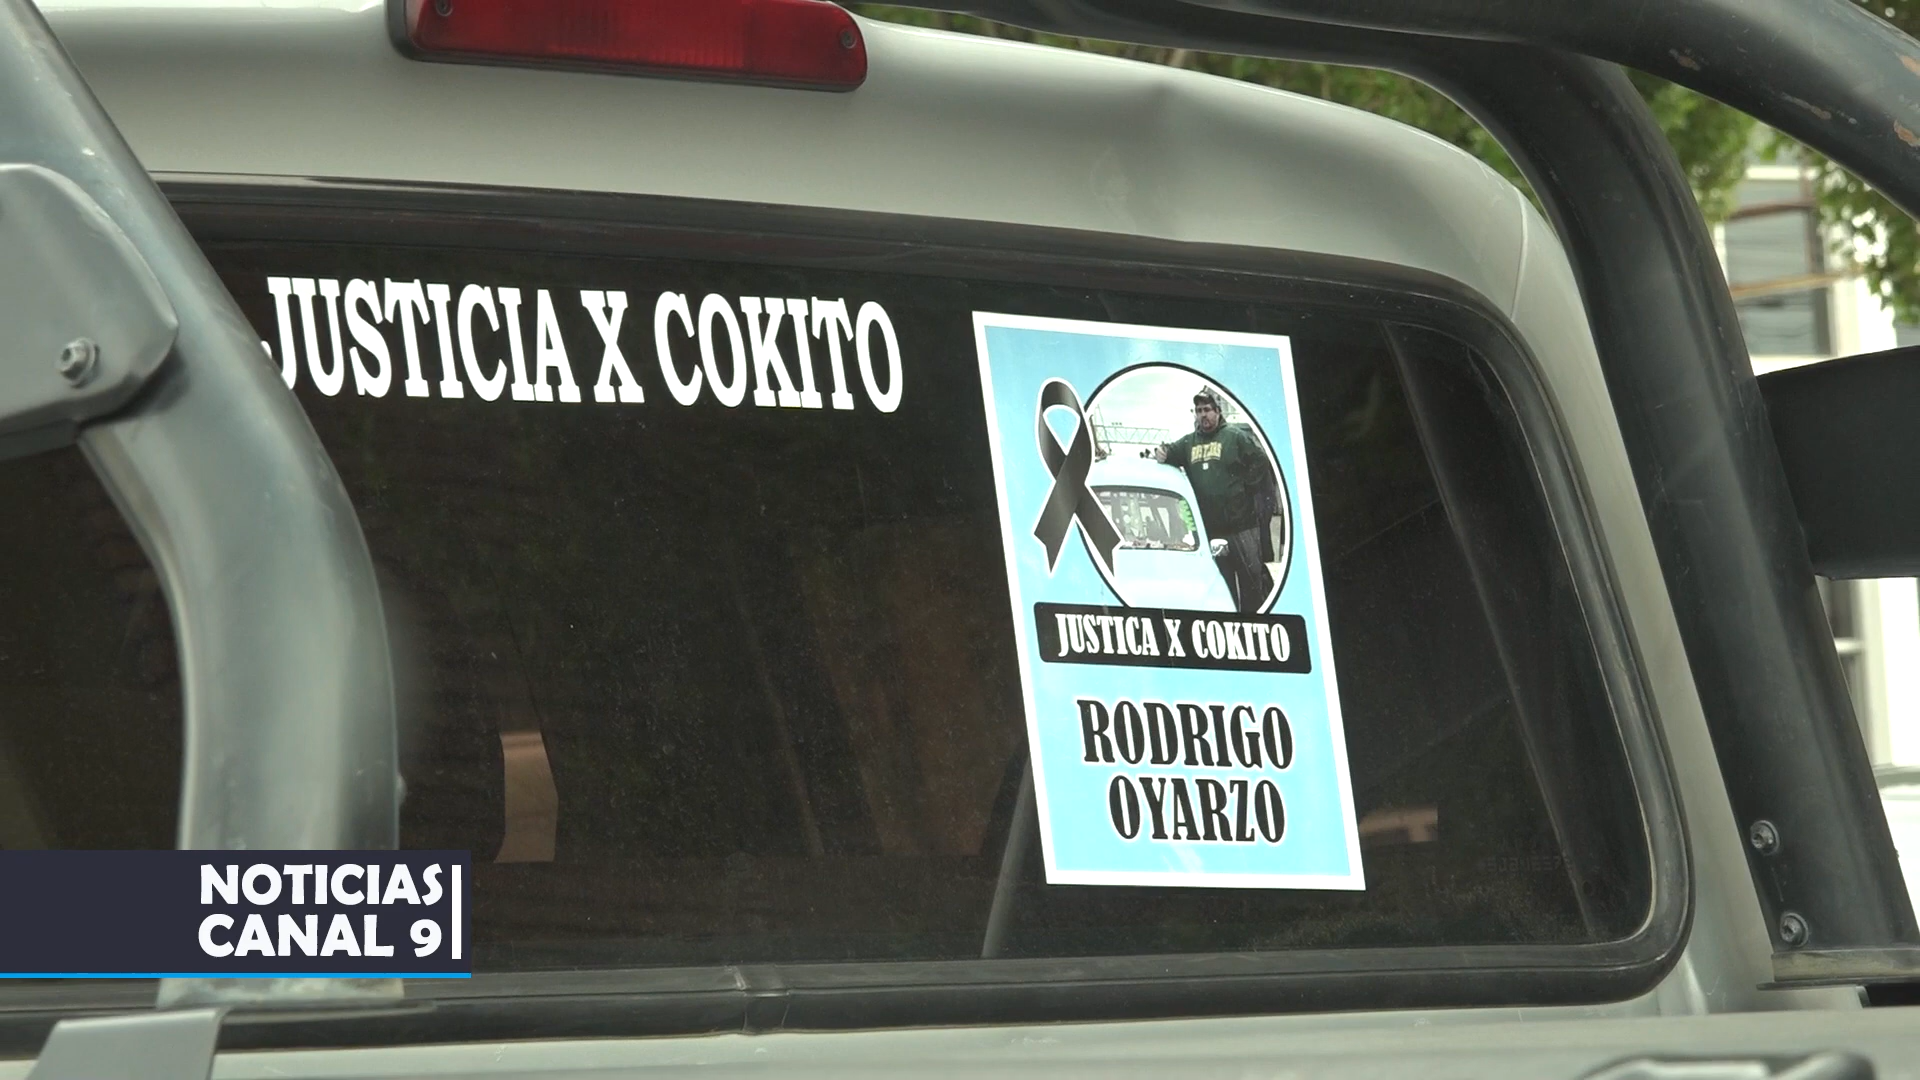 JUSTICIA X COKITO
JUSTICA X COKITO
RODRIGO
OYARZO
NOTICIAS
CANAL 9